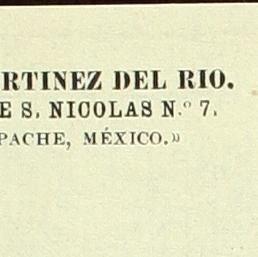 RTINEZ DEL RIO.
E S. NICOLAS N.º 7.
PACHE, MÉXICO.»